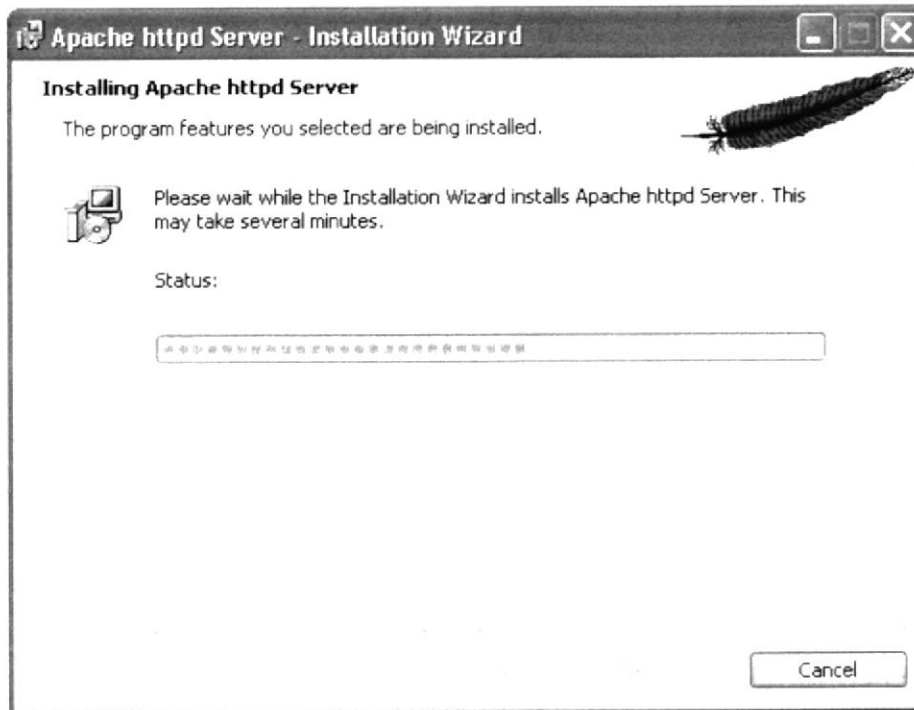 Apache httpd Server - Installation Wizard
Installing Apache httpd Server
The program features you selected are being installed.
Please wait while the Installation Wizard installs Apache httpd Server. This
may take several minutes.
Status:
Cancel